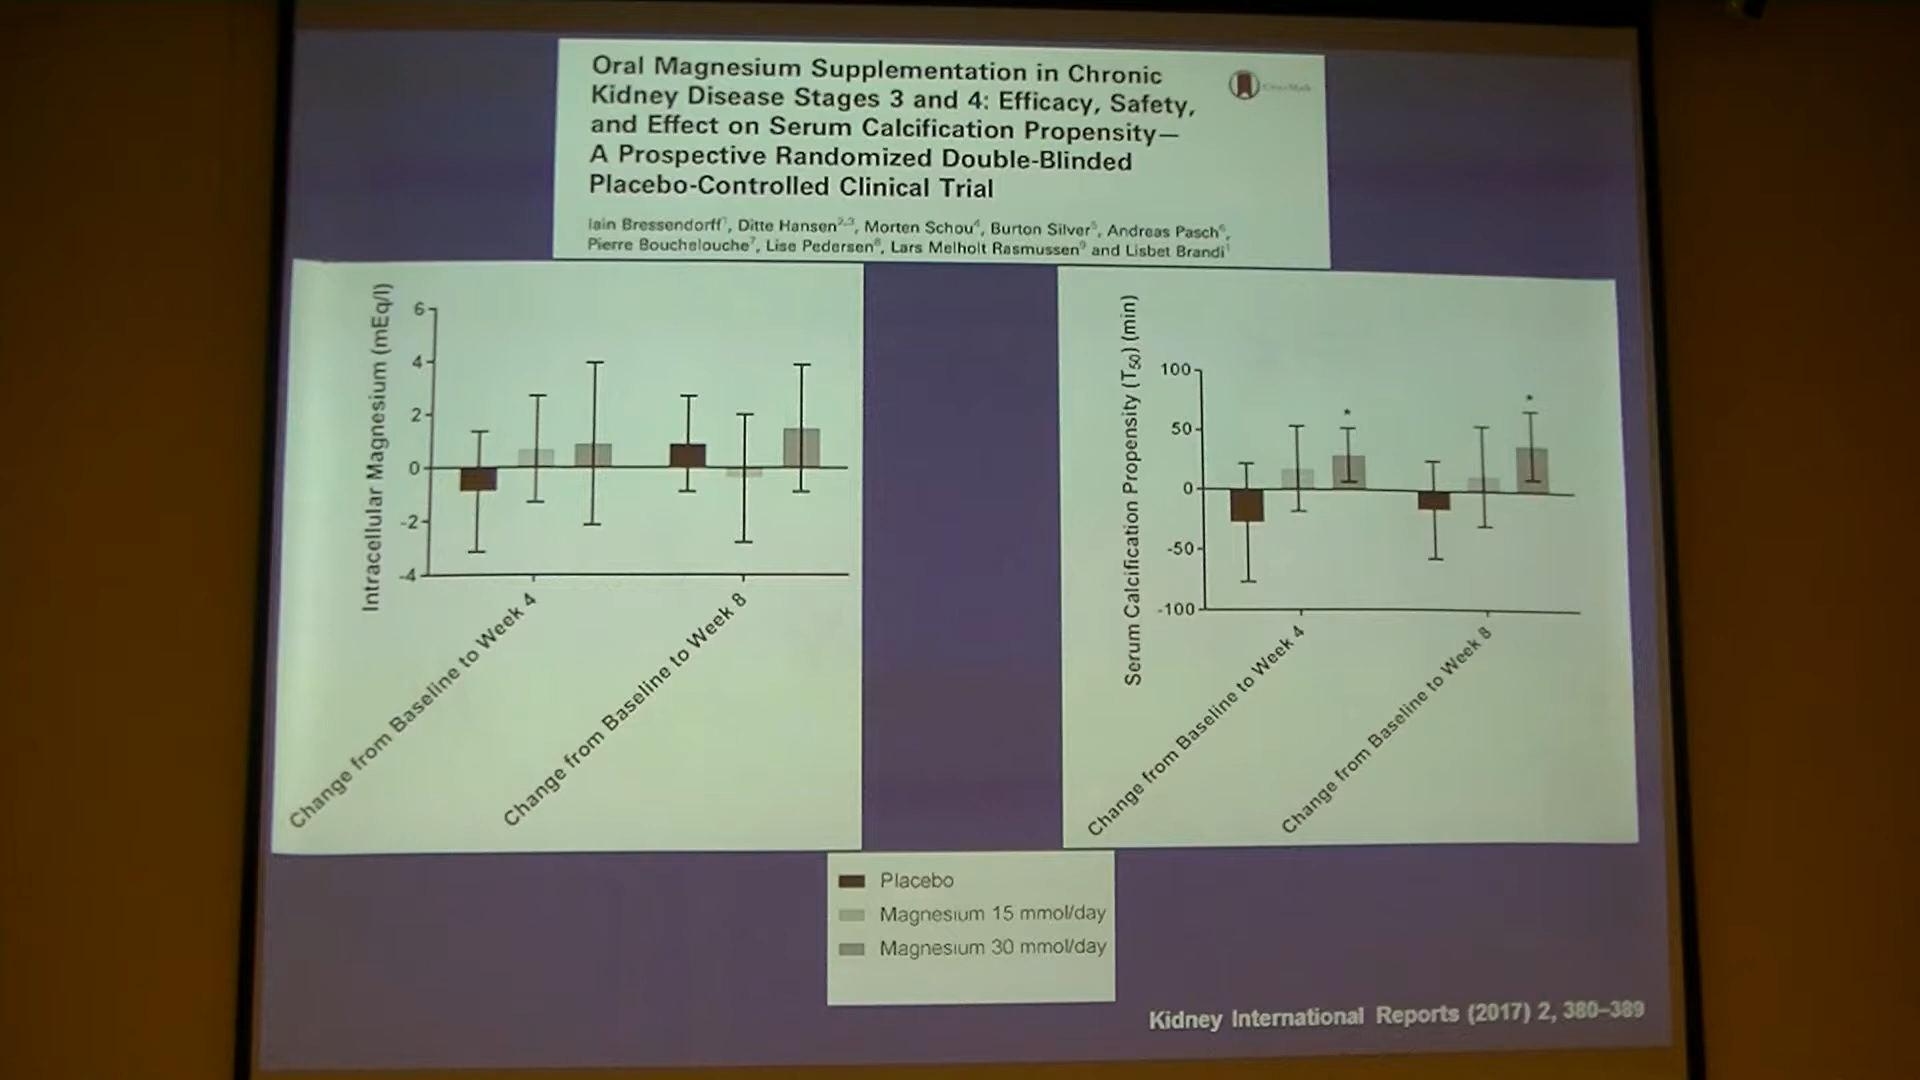 Oral Magnesium Supplementation in Chronic
Kidney Disease Stages 3 and 4: Efficacy, Safety,
and Effect on Serum Calcification Propensity—
A Prospective Randomized Double-Blinded
Placebo-Controlled Clinical Trial
CrossMark
Iain Bressendorff¹, Ditte Hansen²,³, Morten Schou⁴, Burton Silver⁵, Andreas Pasch⁶,
Pierre Bouchelouche⁷, Lise Pedersen⁸, Lars Melholt Rasmussen⁹ and Lisbet Brandi¹
Intracellular Magnesium (mEq/l)
6
4
2
0
-2
-4
Change from Baseline to Week 4
Change from Baseline to Week 8
Serum Calcification Propensity (T₅₀) (min)
100
50
0
-50
-100
*
*
Change from Baseline to Week 4
Change from Baseline to Week 8
Placebo
Magnesium 15 mmol/day
Magnesium 30 mmol/day
Kidney International Reports (2017) 2, 380–389